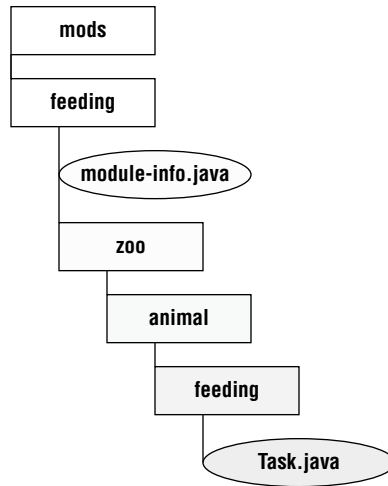 mods
feeding
module-info.java
zoo
animal
feeding
Task.java